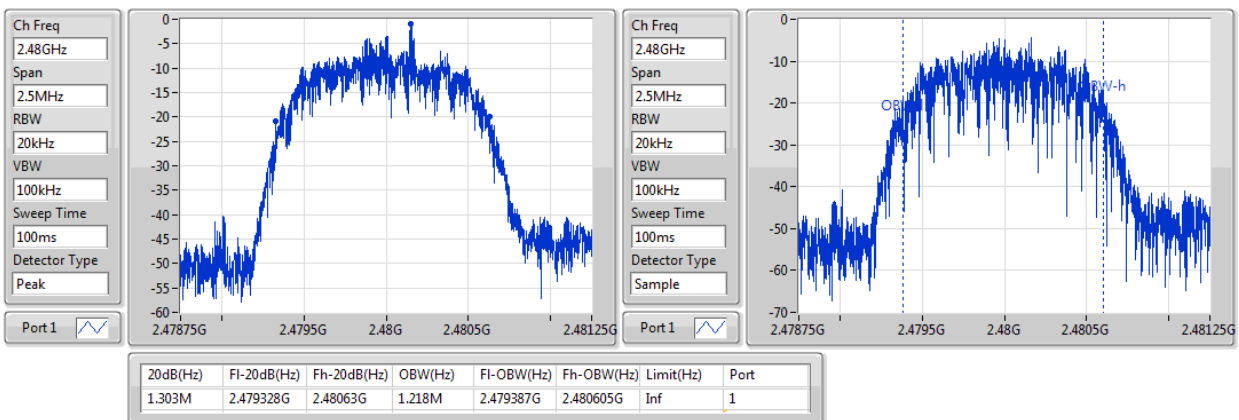 Ch Freq
2.48GHz
Span
2.5MHz
RBW
20kHz
VBW
100kHz
Sweep Time
100ms
Detector Type
Peak
Port 1
0-
-5-
-10-
-15-
-20-
-25-
-30-
-35-
-40-
-45-
-50-
-55-
-60-
2.47875G 2.4795G 2.48G 2.4805G 2.48125G
Ch Freq
2.48GHz
Span
2.5MHz
RBW
20kHz
VBW
100kHz
Sweep Time
100ms
Detector Type
Sample
Port 1
0-
-10-
-20-
-30-
-40-
-50-
-60-
-70-
BW-h
2.47875G 2.4795G 2.48G 2.4805G 2.48125G
20dB(Hz) Fl-20dB(Hz) Fh-20dB(Hz) OBW(Hz) Fl-OBW(Hz) Fh-OBW(Hz) Limit(Hz) Port
1.303M 2.479328G 2.48063G 1.218M 2.479387G 2.480605G Inf 1